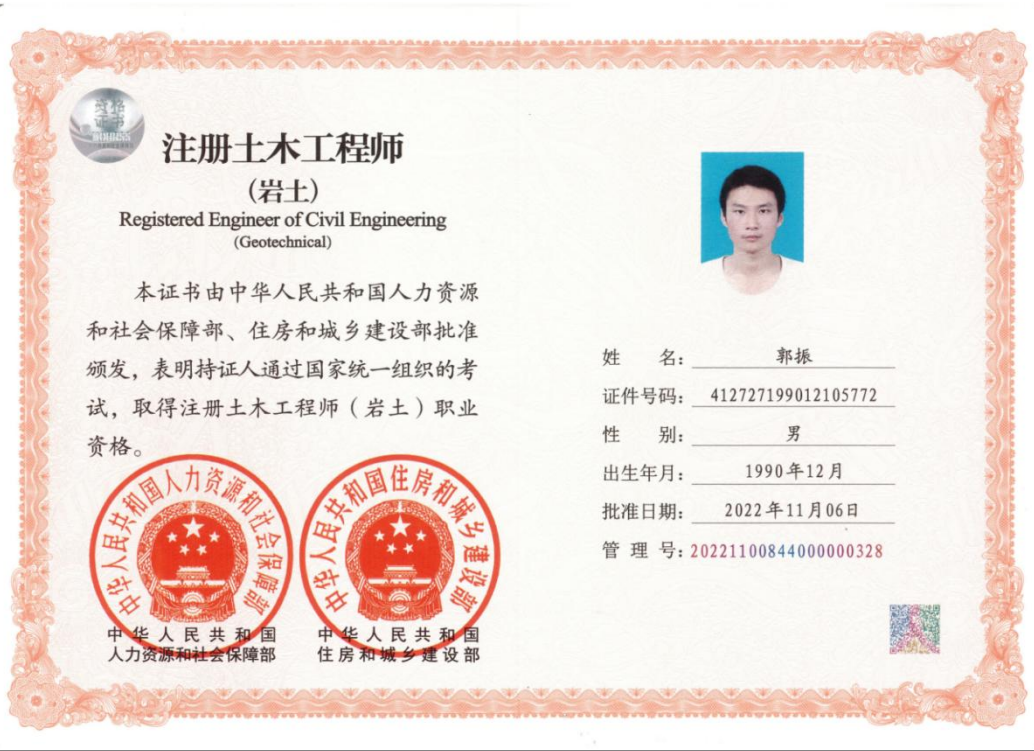 注册土木工程师
（岩土）
Registered Engineer of Civil Engineering
(Geotechnical)
本证书由中华人民共和国人力资源
和社会保障部、住房和城乡建设部批准
颁发，表明持证人通过国家统一组织的考
试，取得注册土木工程师（岩土）职业
资格。
中华人民共和国人力资源和社会保障部
中华人民共和国住房和城乡建设部
中华人民共和国
人力资源和社会保障部
中华人民共和国
住房和城乡建设部
姓 名：郭振
证件号码：412727199012105772
性 别：男
出生年月：1990年12月
批准日期：2022年11月06日
管 理 号：20221100844000000328